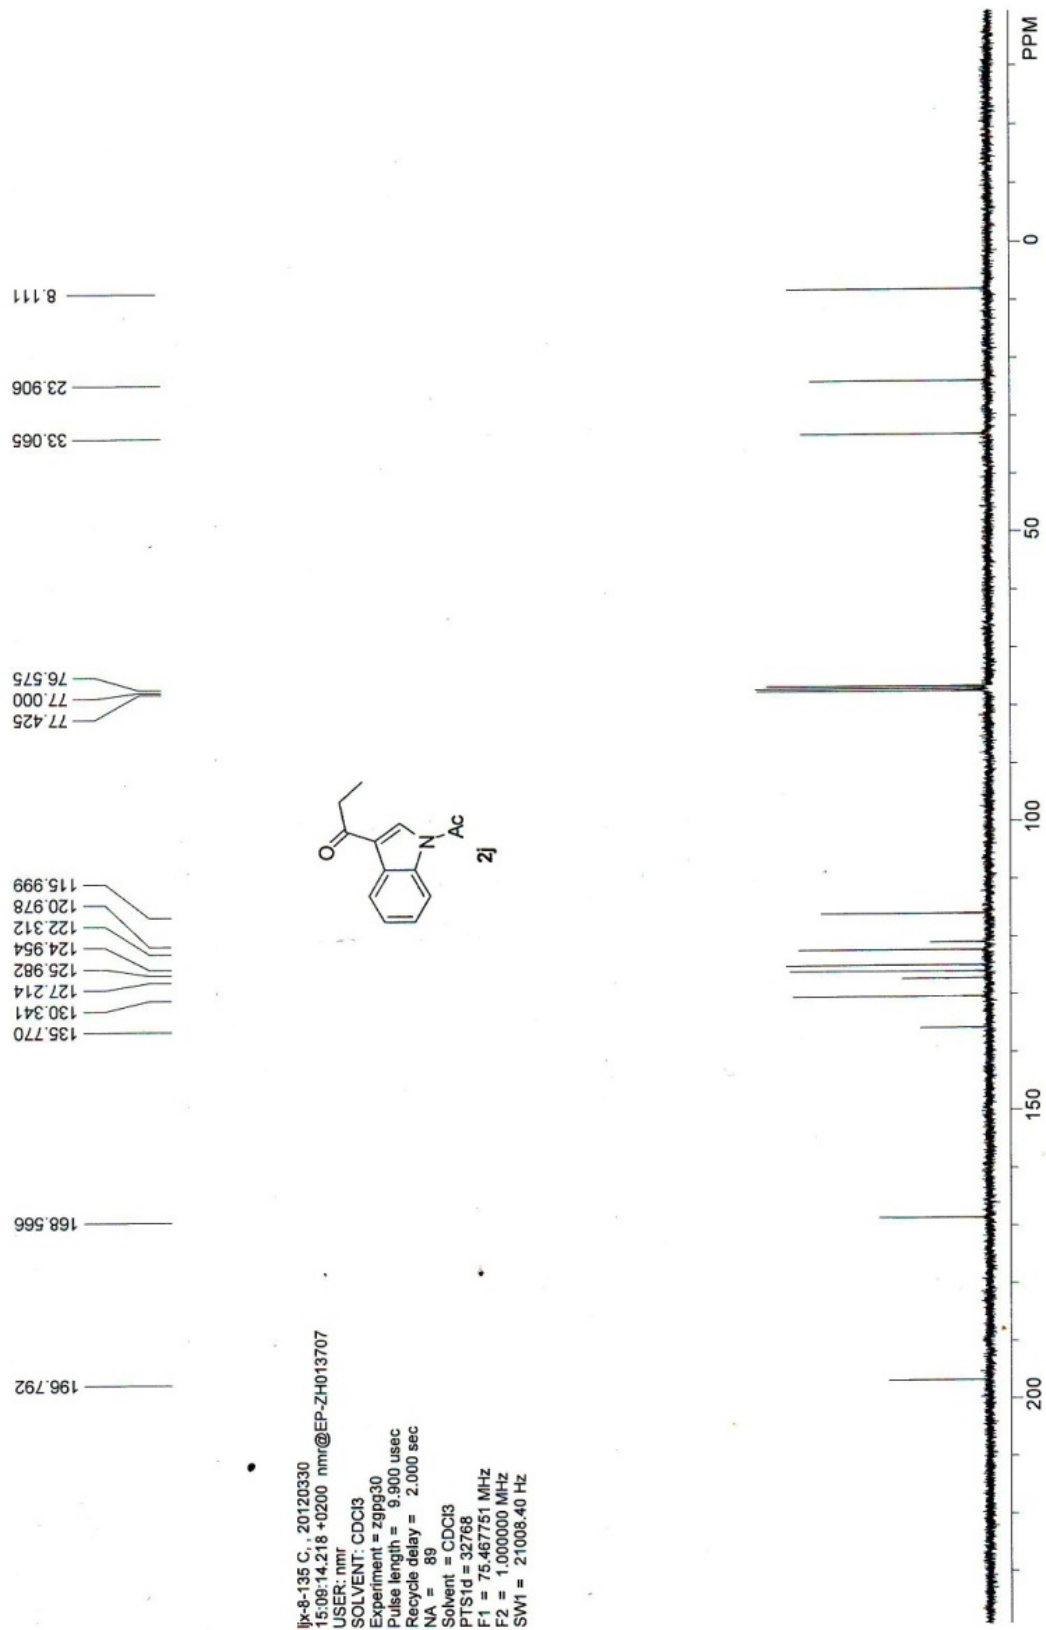 196.792
168.566
135.770
130.341
127.214
125.982
124.954
122.312
120.978
115.999
77.425
77.000
76.575
33.065
23.906
8.111
ljx-8-135 C, , 20120330
15:09:14.218 +0200 nmr@EP-ZH013707
USER: nmr
SOLVENT: CDCl3
Experiment = zgpg30
Pulse length = 9.900 usec
Recycle delay = 2.000 sec
NA = 89
Solvent = CDCl3
PTS1d = 32768
F1 = 75.467751 MHz
F2 = 1.000000 MHz
SW1 = 21008.40 Hz
O
N
Ac
2j
200
150
100
50
0
PPM